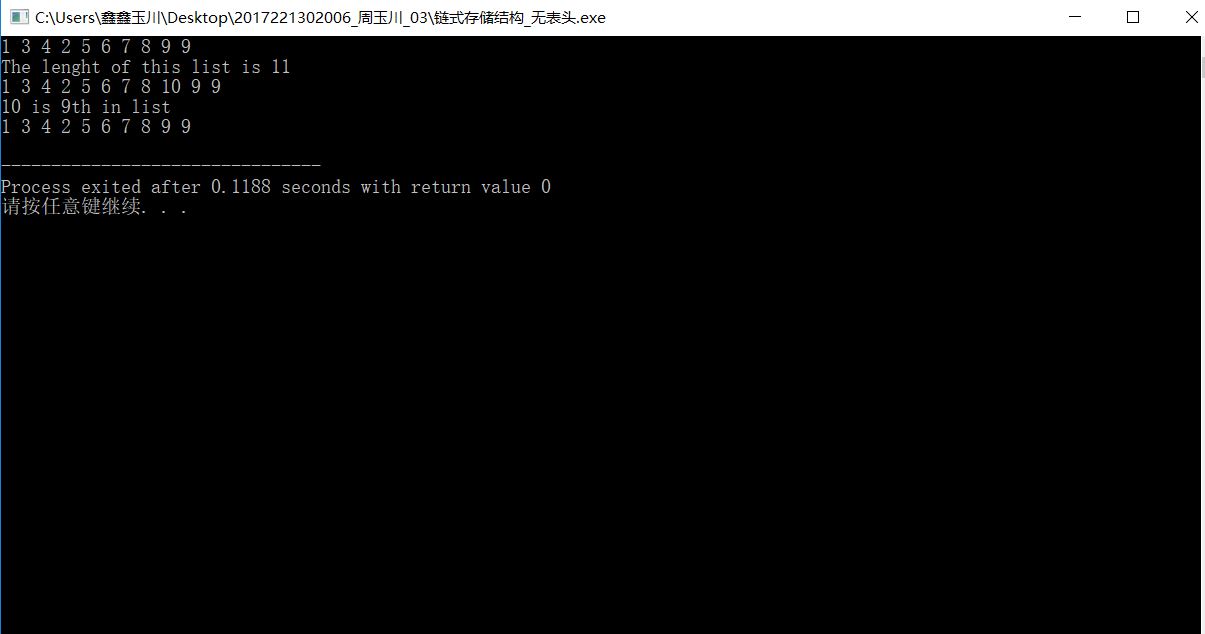 C:\Users\鑫鑫玉川\Desktop\2017221302006_周玉川_03\链式存储结构_无表头.exe
1 3 4 2 5 6 7 8 9 9
The lenght of this list is 11
1 3 4 2 5 6 7 8 10 9 9
10 is 9th in list
1 3 4 2 5 6 7 8 9 9
--------------------------------
Process exited after 0.1188 seconds with return value 0
请按任意键继续. . .